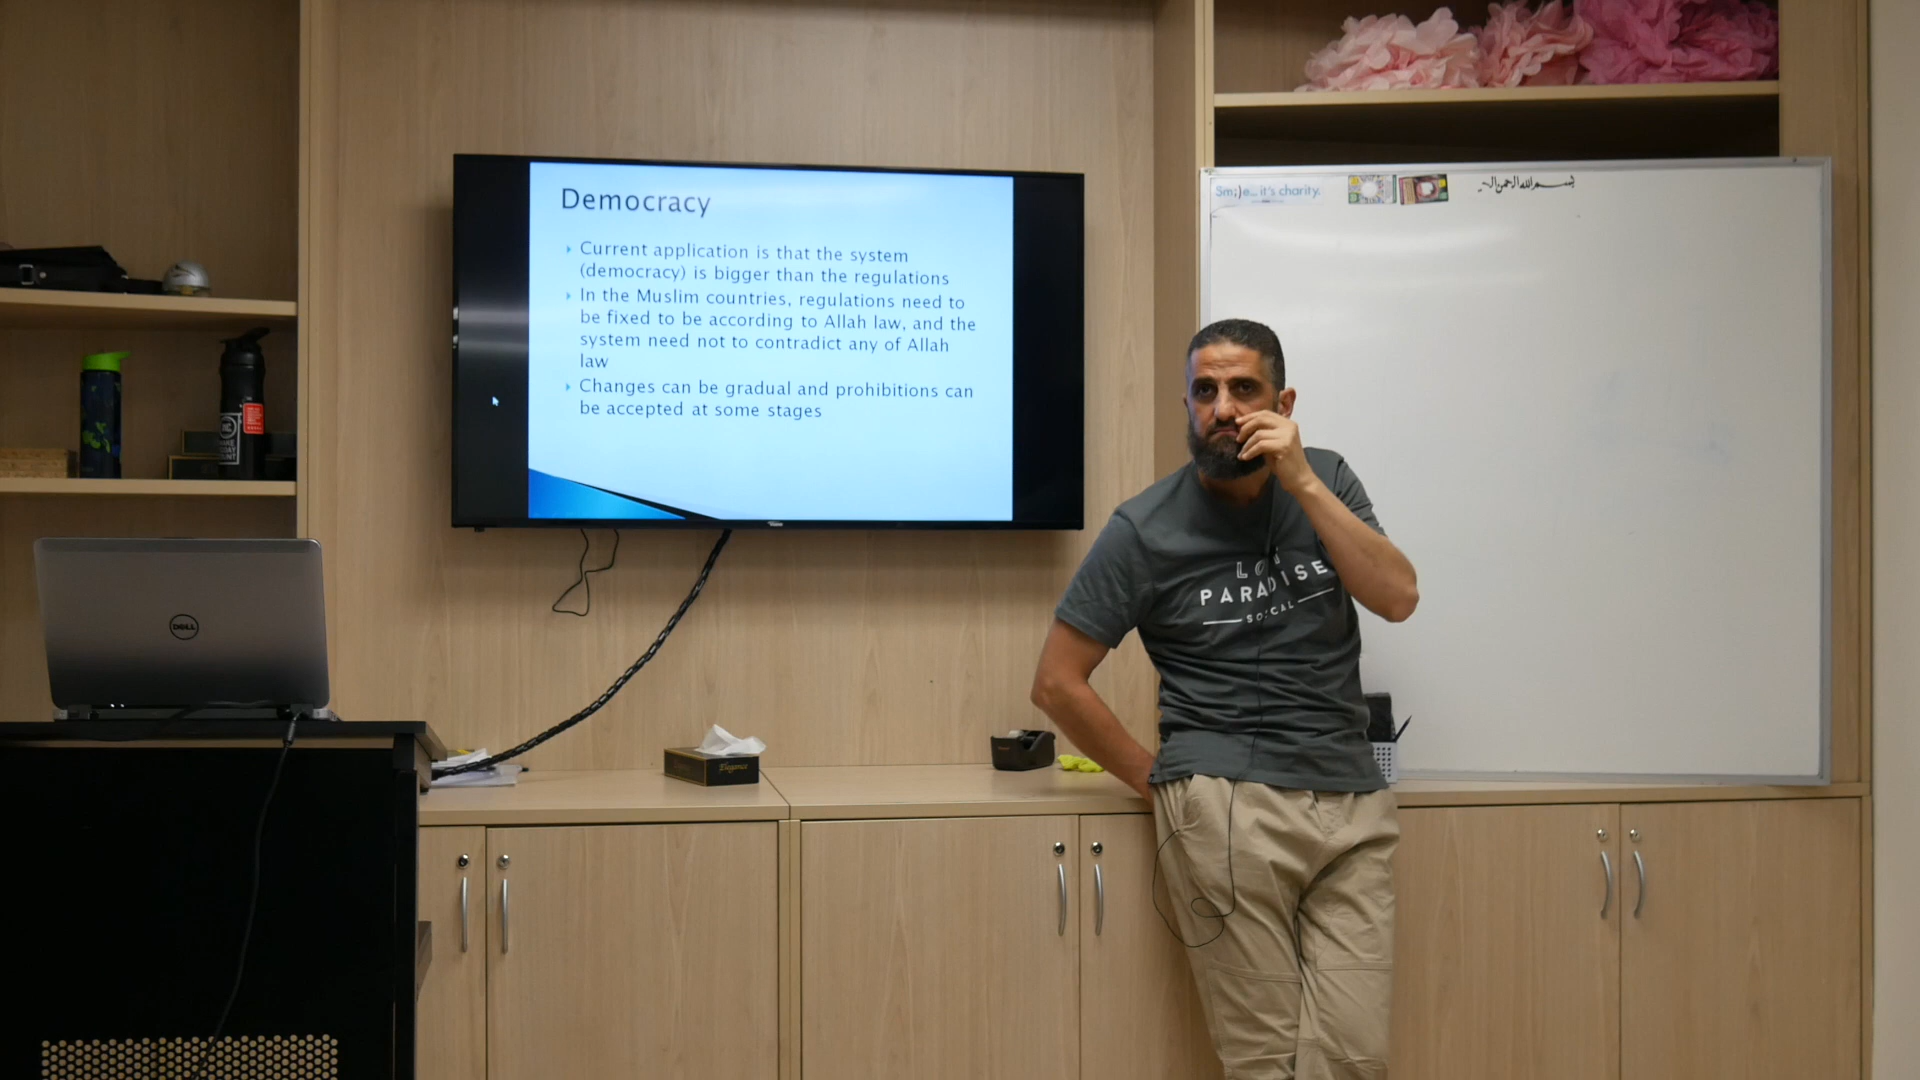 Democracy
Current application is that the system
(democracy) is bigger than the regulations
In the Muslim countries, regulations need to
be fixed to be according to Allah law, and the
system need not to contradict any of Allah
law
Changes can be gradual and prohibitions can
be accepted at some stages
Sm;)e... it's charity.
بسم الله الرحمن الر
PARADISE
DELL
Elegance